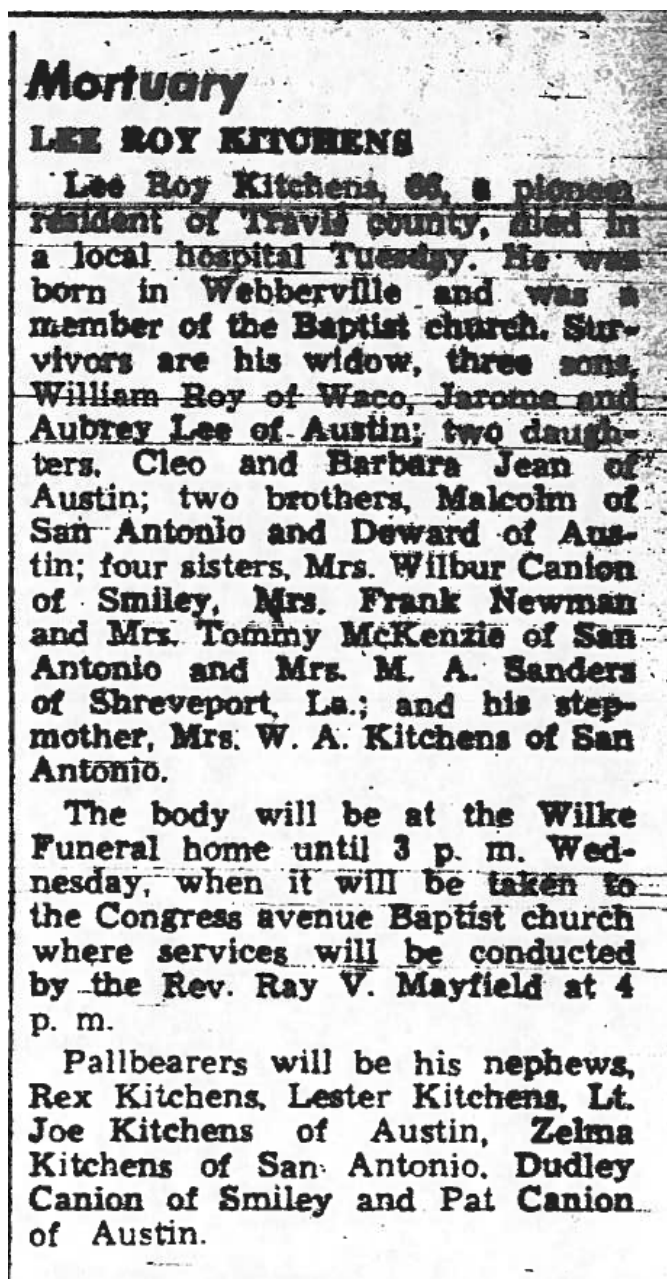 Mortuary
LEE ROY KITCHENS
Lee Roy Kitchens, 66, a pioneer
resident of Travis county, died in
a local hospital Tuesday. He was
born in Webberville and was a
member of the Baptist church. Sur-
vivors are his widow, three sons,
William Roy of Waco, Jarome and
Aubrey Lee of Austin; two daugh-
ters, Cleo and Barbara Jean of
Austin; two brothers, Malcolm of
San Antonio and Deward of Aus-
tin; four sisters, Mrs. Wilbur Canion
of Smiley, Mrs. Frank Newman
and Mrs. Tommy McKenzie of San
Antonio and Mrs. M. A. Sanders
of Shreveport, La.; and his step-
mother, Mrs. W. A. Kitchens of San
Antonio.
The body will be at the Wilke
Funeral home until 3 p. m. Wed-
nesday, when it will be taken to
the Congress avenue Baptist church
where services will be conducted
by the Rev. Ray V. Mayfield at 4
p. m.
Pallbearers will be his nephews,
Rex Kitchens, Lester Kitchens, Lt.
Joe Kitchens of Austin, Zelma
Kitchens of San Antonio, Dudley
Canion of Smiley and Pat Canion
of Austin.